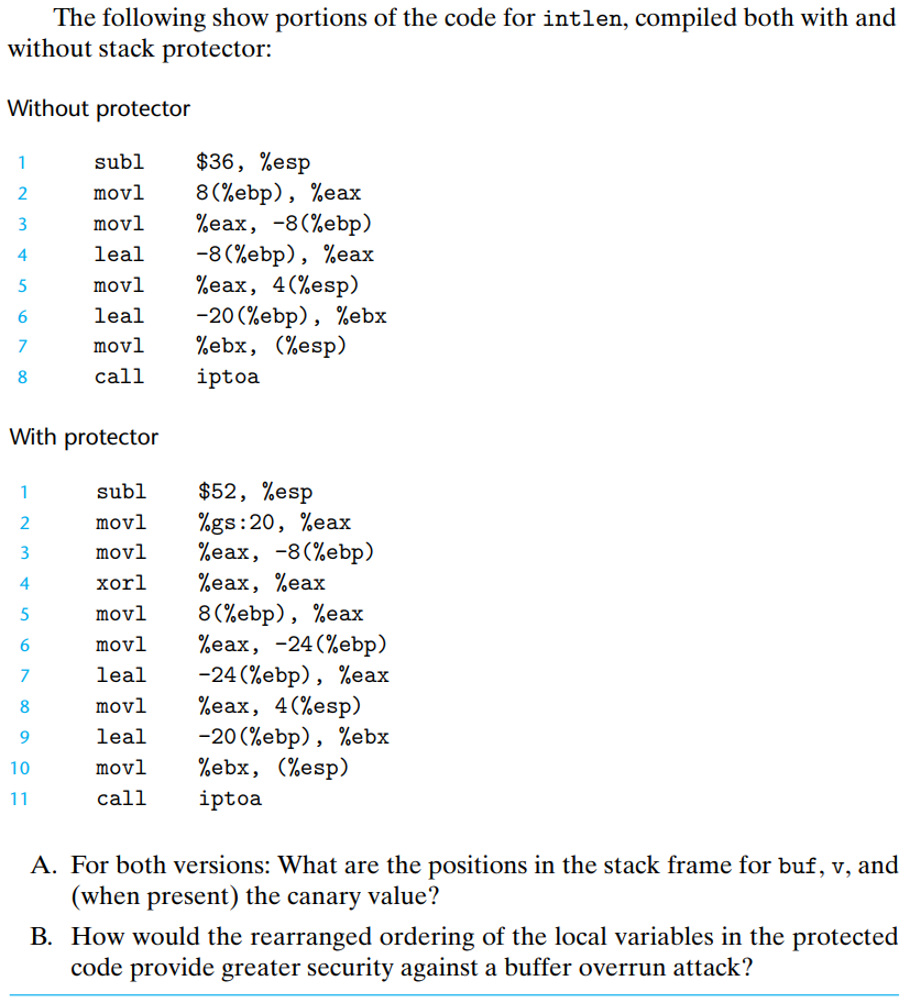 The following show portions of the code for intlen, compiled both with and
without stack protector:
Without protector
1 subl $36, %esp
2 movl 8(%ebp), %eax
3 movl %eax, -8(%ebp)
4 leal -8(%ebp), %eax
5 movl %eax, 4(%esp)
6 leal -20(%ebp), %ebx
7 movl %ebx, (%esp)
8 call iptoa
With protector
1 subl $52, %esp
2 movl %gs:20, %eax
3 movl %eax, -8(%ebp)
4 xorl %eax, %eax
5 movl 8(%ebp), %eax
6 movl %eax, -24(%ebp)
7 leal -24(%ebp), %eax
8 movl %eax, 4(%esp)
9 leal -20(%ebp), %ebx
10 movl %ebx, (%esp)
11 call iptoa
A. For both versions: What are the positions in the stack frame for buf, v, and
(when present) the canary value?
B. How would the rearranged ordering of the local variables in the protected
code provide greater security against a buffer overrun attack?